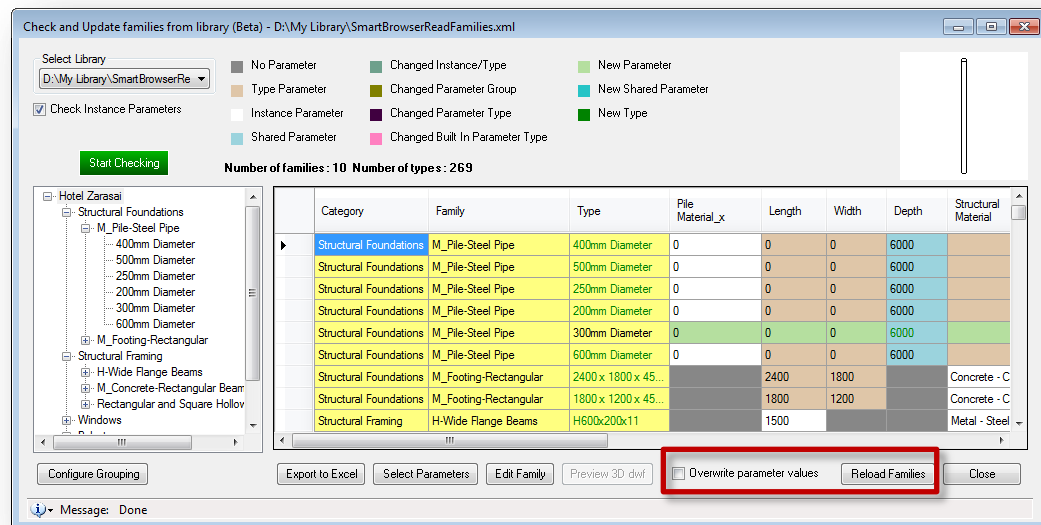 Check and Update families from library (Beta) - D:\My Library\SmartBrowserReadFamilies.xml
Select Library
D:\My Library\SmartBrowserRe
Check Instance Parameters
Start Checking
No Parameter
Type Parameter
Instance Parameter
Shared Parameter
Changed Instance/Type
Changed Parameter Group
Changed Parameter Type
Changed Built In Parameter Type
New Parameter
New Shared Parameter
New Type
Number of families : 10 Number of types : 269
Hotel Zarasai
Structural Foundations
M_Pile-Steel Pipe
400mm Diameter
500mm Diameter
250mm Diameter
200mm Diameter
300mm Diameter
600mm Diameter
M_Footing-Rectangular
Structural Framing
H-Wide Flange Beams
M_Concrete-Rectangular Beam
Rectangular and Square Hollow
Windows
Category Family Type Pile Material_x Length Width Depth Structural Material
Structural Foundations M_Pile-Steel Pipe 400mm Diameter 0 0 0 6000
Structural Foundations M_Pile-Steel Pipe 500mm Diameter 0 0 0 6000
Structural Foundations M_Pile-Steel Pipe 250mm Diameter 0 0 0 6000
Structural Foundations M_Pile-Steel Pipe 200mm Diameter 0 0 0 6000
Structural Foundations M_Pile-Steel Pipe 300mm Diameter 0 0 0 6000
Structural Foundations M_Pile-Steel Pipe 600mm Diameter 0 0 0 6000
Structural Foundations M_Footing-Rectangular 2400 x 1800 x 45... 2400 1800 Concrete - C
Structural Foundations M_Footing-Rectangular 1800 x 1200 x 45... 1800 1200 Concrete - C
Structural Framing H-Wide Flange Beams H600x200x11 1500 Metal - Steel
Configure Grouping
Export to Excel
Select Parameters
Edit Family
Preview 3D dwf
Overwrite parameter values
Reload Families
Close
Message: Done